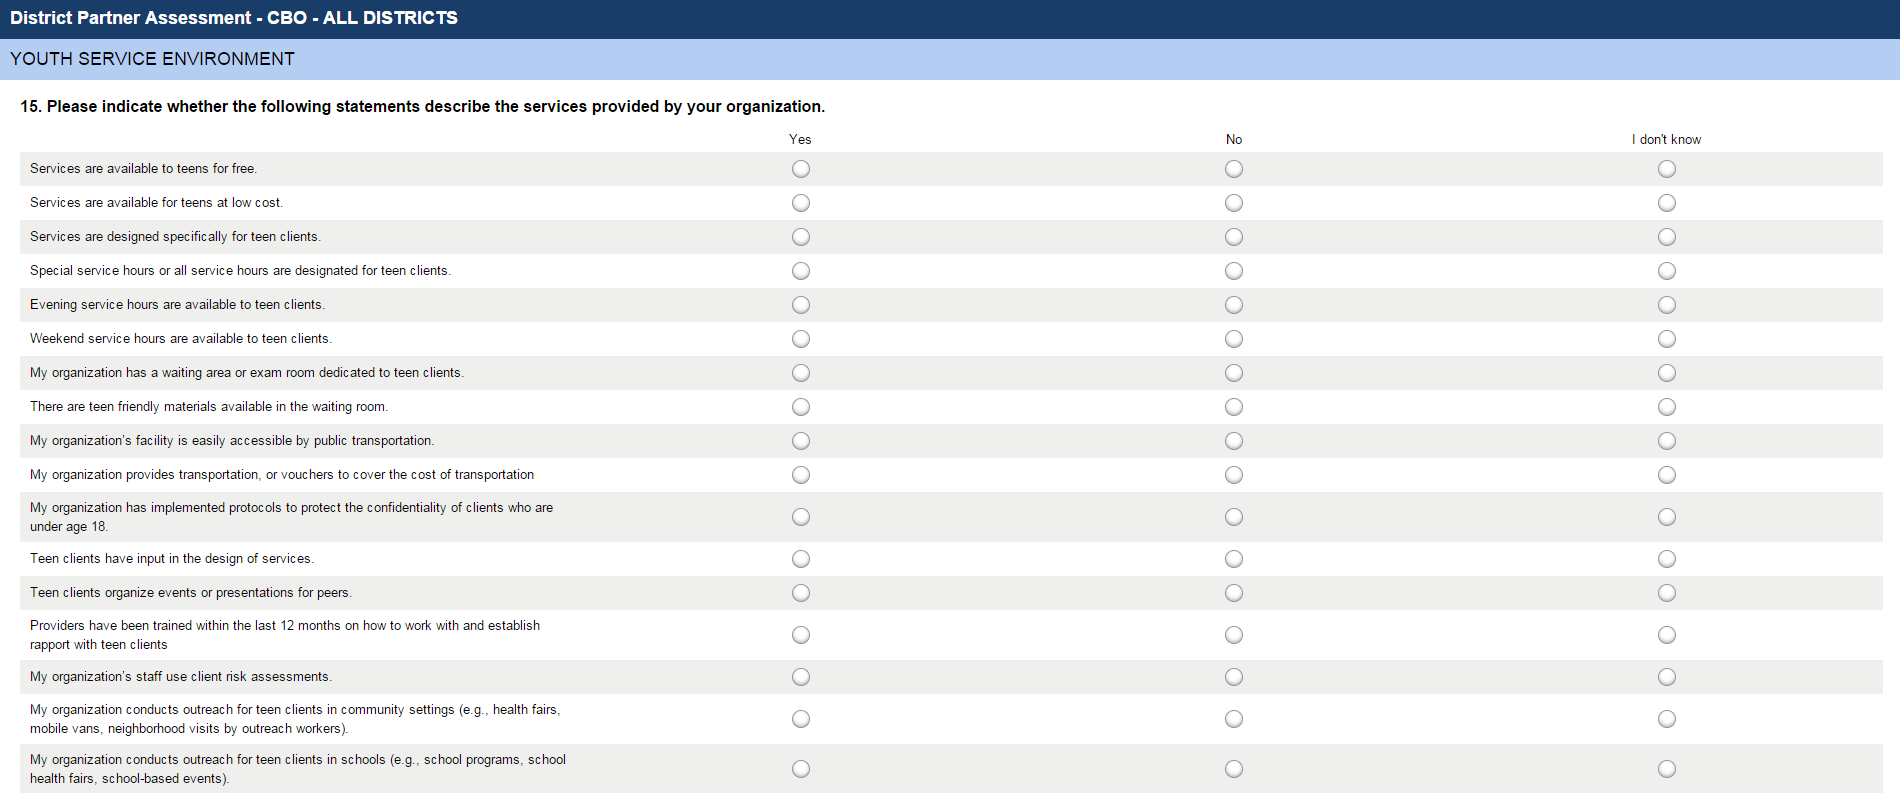 District Partner Assessment - CBO - ALL DISTRICTS
YOUTH SERVICE ENVIRONMENT
15. Please indicate whether the following statements describe the services provided by your organization.
Yes No I don't know
Services are available to teens for free.
Services are available for teens at low cost.
Services are designed specifically for teen clients.
Special service hours or all service hours are designated for teen clients.
Evening service hours are available to teen clients.
Weekend service hours are available to teen clients.
My organization has a waiting area or exam room dedicated to teen clients.
There are teen friendly materials available in the waiting room.
My organization's facility is easily accessible by public transportation.
My organization provides transportation, or vouchers to cover the cost of transportation
My organization has implemented protocols to protect the confidentiality of clients who are
under age 18.
Teen clients have input in the design of services.
Teen clients organize events or presentations for peers.
Providers have been trained within the last 12 months on how to work with and establish
rapport with teen clients
My organization's staff use client risk assessments.
My organization conducts outreach for teen clients in community settings (e.g., health fairs,
mobile vans, neighborhood visits by outreach workers).
My organization conducts outreach for teen clients in schools (e.g., school programs, school
health fairs, school-based events).